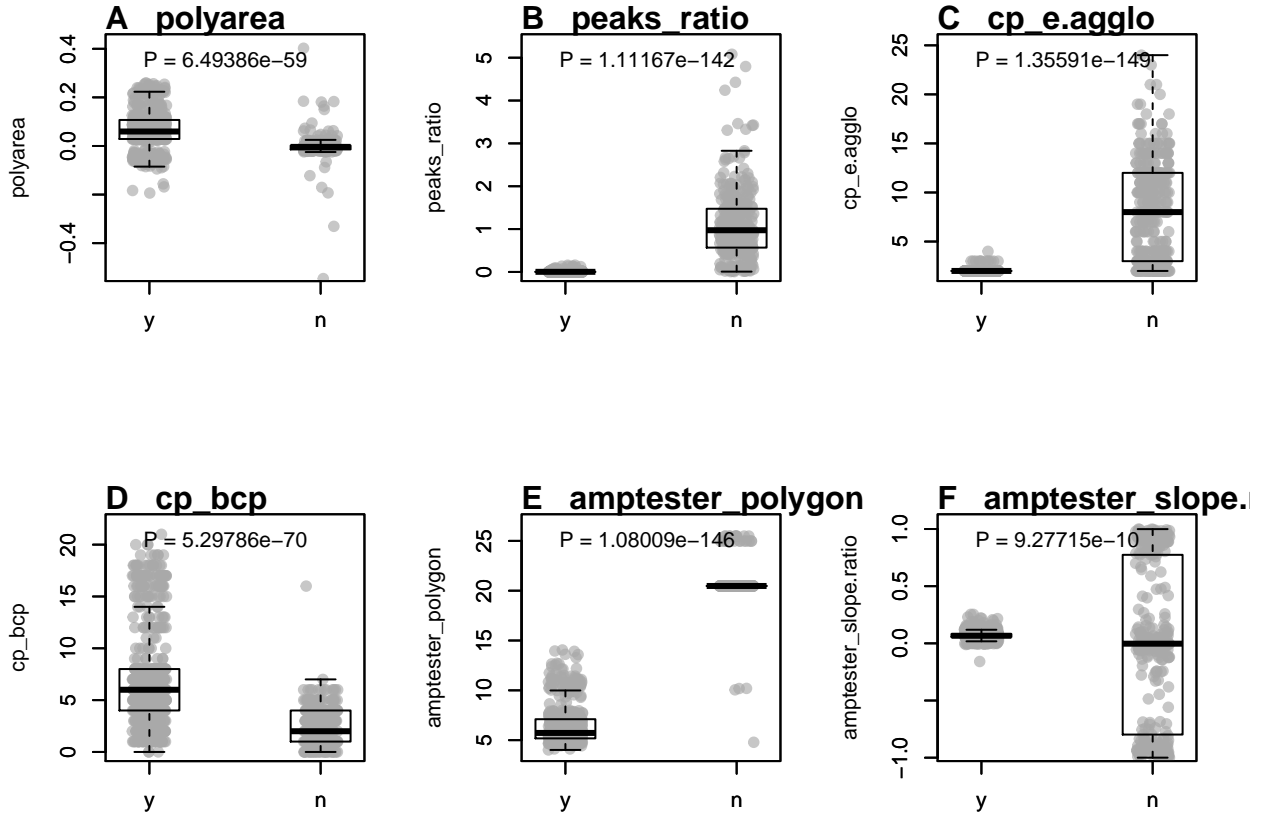 A polyarea
P = 6.49386e−59
polyarea
0.4
0.2
0.0
−0.4
y n
B peaks_ratio
P = 1.11167e−142
peaks_ratio
5
4
3
2
1
0
y n
C cp_e.agglo
P = 1.35591e−149
cp_e.agglo
25
20
15
10
5
y n
D cp_bcp
P = 5.29786e−70
cp_bcp
20
15
10
5
0
y n
E amptester_polygon
P = 1.08009e−146
amptester_polygon
25
20
15
10
5
y n
F amptester_slope.
P = 9.27715e−10
amptester_slope.ratio
1.0
0.5
0.0
−1.0
y n